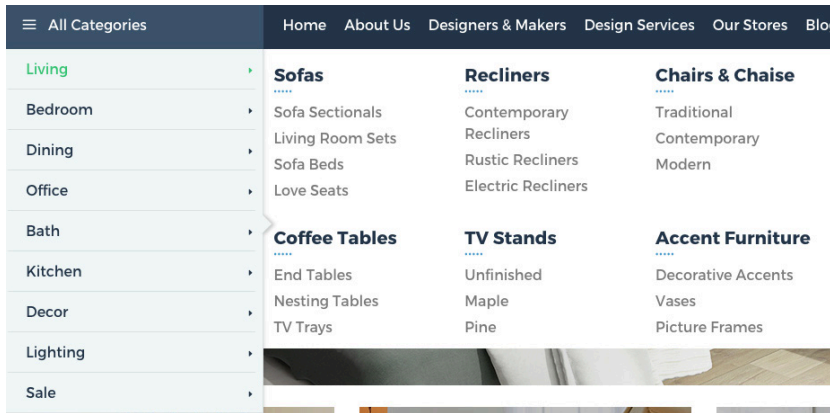 All Categories
Home About Us Designers & Makers Design Services Our Stores
Living
Bedroom
Dining
Office
Bath
Kitchen
Decor
Lighting
Sale
Sofas
Sofa Sectionals
Living Room Sets
Sofa Beds
Love Seats
Recliners
Contemporary
Recliners
Rustic Recliners
Electric Recliners
Chairs & Chaise
Traditional
Contemporary
Modern
Coffee Tables
End Tables
Nesting Tables
TV Trays
TV Stands
Unfinished
Maple
Pine
Accent Furniture
Decorative Accents
Vases
Picture Frames